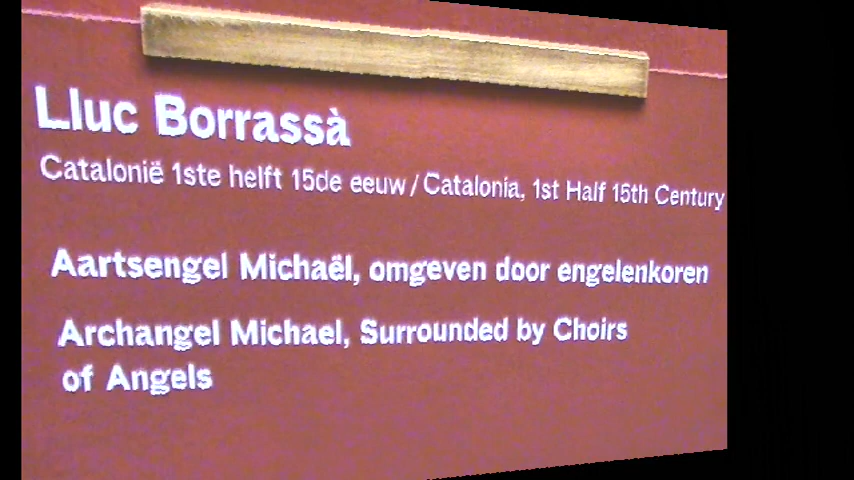 Lluc Borrassà
Catalonië 1ste helft 15de eeuw / Catalonia, 1st Half 15th Century
Aartsengel Michaël, omgeven door engelenkoren
Archangel Michael, Surrounded by Choirs
of Angels